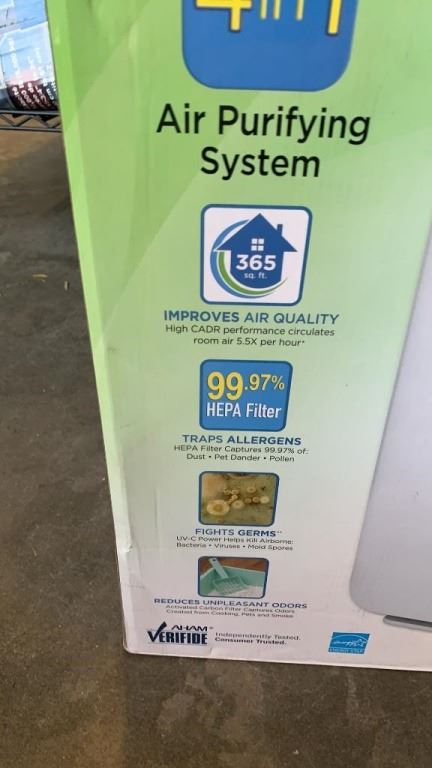 4 in 1
Air Purifying
System
365
sq. ft.
IMPROVES AIR QUALITY
High CADR performance circulates
room air 5.5X per hour*
99.97%
HEPA Filter
TRAPS ALLERGENS
HEPA Filter Captures 99.97% of:
Dust • Pet Dander • Pollen
FIGHTS GERMS**
UV-C Power Helps Kill Airborne:
Bacteria • Viruses • Mold Spores
REDUCES UNPLEASANT ODORS
Activated Carbon Filter Captures Odors
Created from Cooking, Pets and Smoke
AHAM®
VERIFIDE
Independently Tested.
Consumer Trusted.
ENERGY STAR